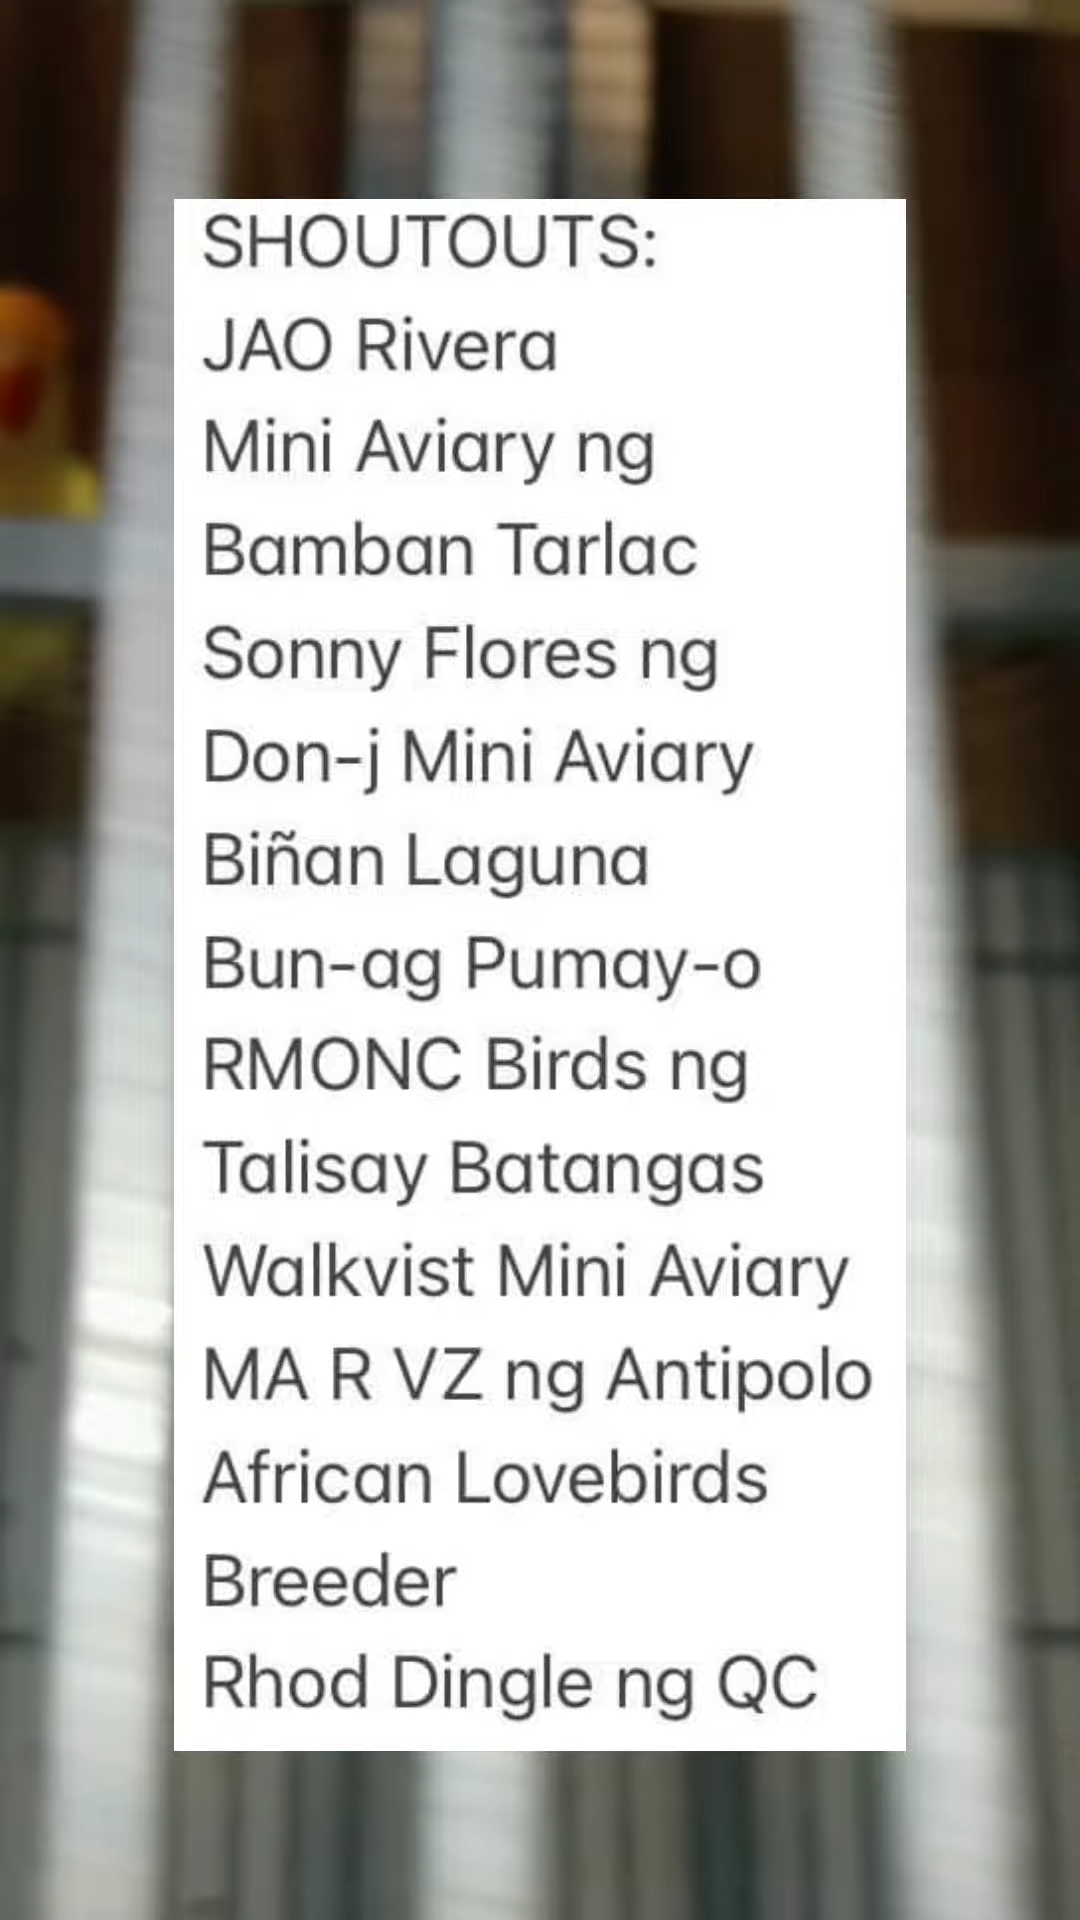 SHOUTOUTS:
JAO Rivera
Mini Aviary ng
Bamban Tarlac
Sonny Flores ng
Don-j Mini Aviary
Biñan Laguna
Bun-ag Pumay-o
RMONC Birds ng
Talisay Batangas
Walkvist Mini Aviary
MA R VZ ng Antipolo
African Lovebirds
Breeder
Rhod Dingle ng QC